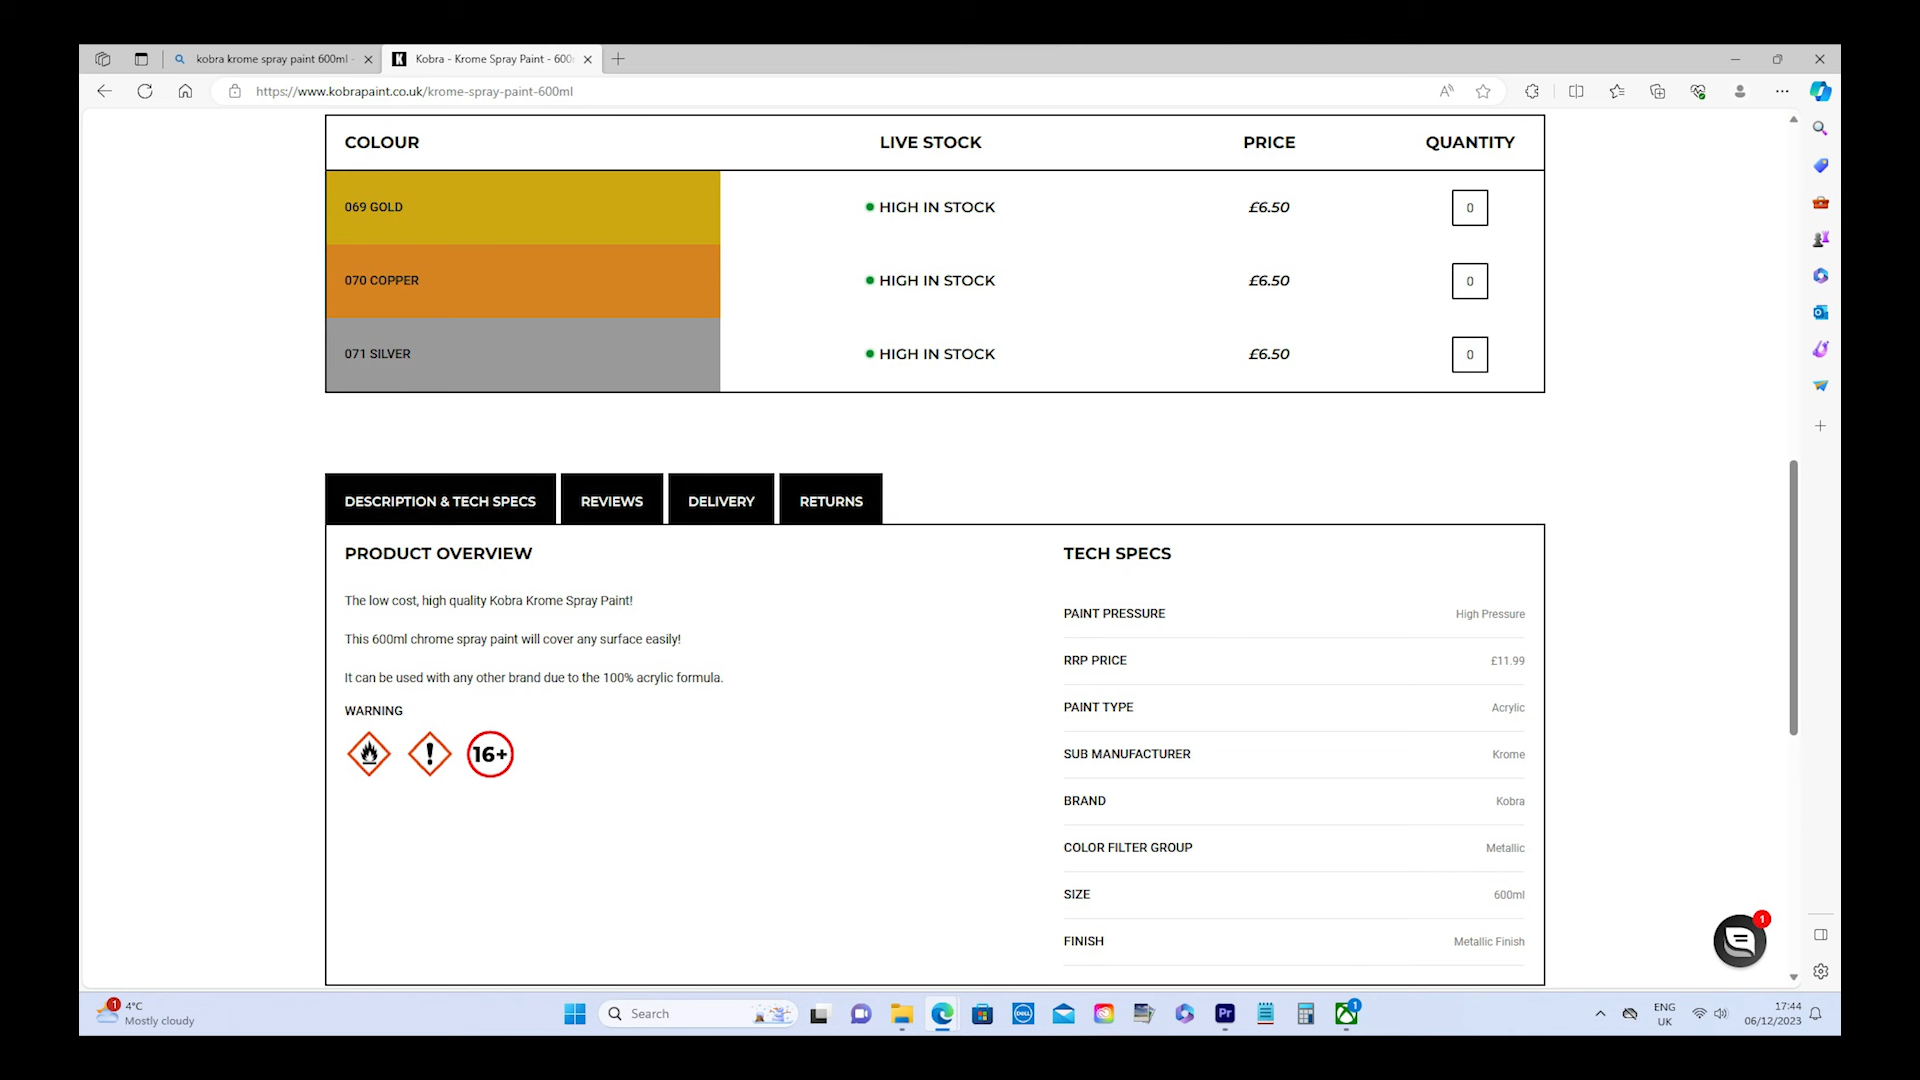 kobra krome spray paint 600ml -
Kobra - Krome Spray Paint - 600
https://www.kobrapaint.co.uk/krome-spray-paint-600ml
COLOUR LIVE STOCK PRICE QUANTITY
069 GOLD HIGH IN STOCK £6.50 0
070 COPPER HIGH IN STOCK £6.50 0
071 SILVER HIGH IN STOCK £6.50 0
DESCRIPTION & TECH SPECS REVIEWS DELIVERY RETURNS
PRODUCT OVERVIEW
The low cost, high quality Kobra Krome Spray Paint!
This 600ml chrome spray paint will cover any surface easily!
It can be used with any other brand due to the 100% acrylic formula.
WARNING
16+
TECH SPECS
PAINT PRESSURE High Pressure
RRP PRICE £11.99
PAINT TYPE Acrylic
SUB MANUFACTURER Krome
BRAND Kobra
COLOR FILTER GROUP Metallic
SIZE 600ml
FINISH Metallic Finish
1
1
4°C
Mostly cloudy
Search
DELL
Pr
1
ENG
UK
17:44
06/12/2023